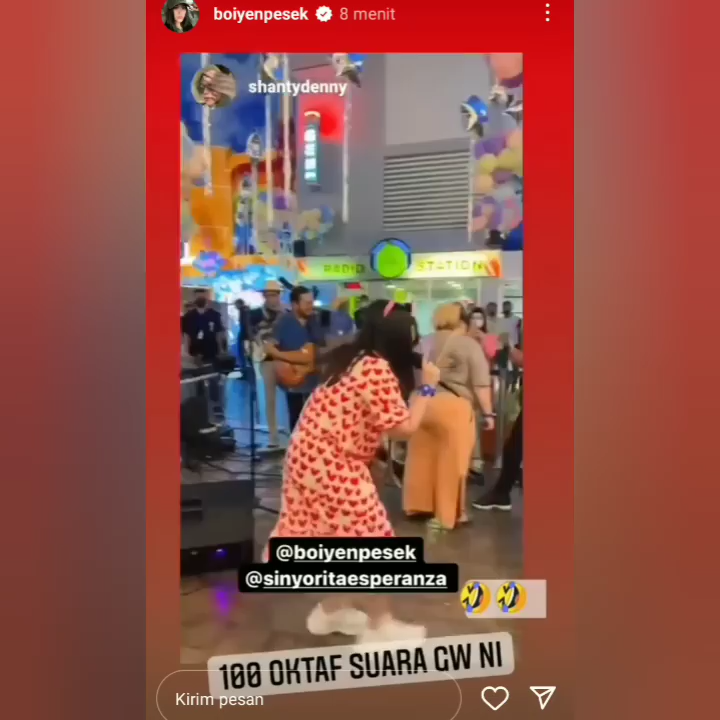 boiyenpesek 8 menit
shantydenny
RADIO STATION
@boiyenpesek
@sinyoritaesperanza
100 OKTAF SUARA GW NI
Kirim pesan